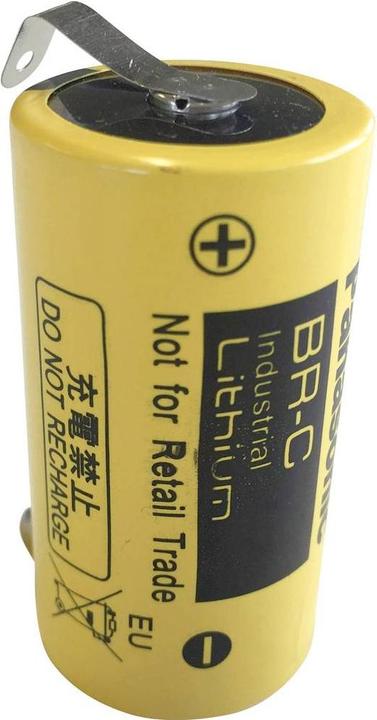 Panasonic
BR-C
Industrial
Lithium
Not for Retail Trade
充電禁止
DO NOT RECHARGE
EU